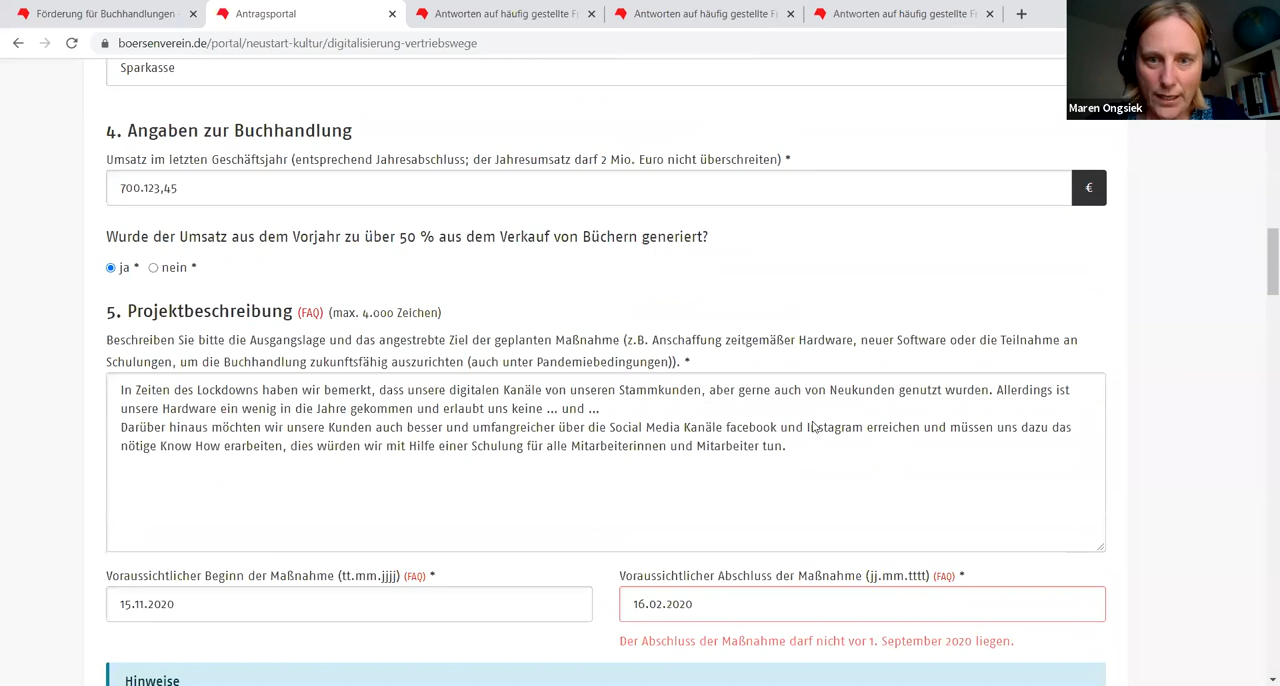 Förderung für Buchhandlungen
Antragsportal
Antworten auf häufig gestellte F
Antworten auf häufig gestellte F
Antworten auf häufig gestellte F
boersenverein.de/portal/neustart-kultur/digitalisierung-vertriebswege
Maren Ongsiek
Sparkasse
4. Angaben zur Buchhandlung
Umsatz im letzten Geschäftsjahr (entsprechend Jahresabschluss; der Jahresumsatz darf 2 Mio. Euro nicht überschreiten) *
700.123,45 €
Wurde der Umsatz aus dem Vorjahr zu über 50 % aus dem Verkauf von Büchern generiert?
ja * nein *
5. Projektbeschreibung (FAQ) (max. 4.000 Zeichen)
Beschreiben Sie bitte die Ausgangslage und das angestrebte Ziel der geplanten Maßnahme (z.B. Anschaffung zeitgemäßer Hardware, neuer Software oder die Teilnahme an
Schulungen, um die Buchhandlung zukunftsfähig auszurichten (auch unter Pandemiebedingungen)). *
In Zeiten des Lockdowns haben wir bemerkt, dass unsere digitalen Kanäle von unseren Stammkunden, aber gerne auch von Neukunden genutzt wurden. Allerdings ist
unsere Hardware ein wenig in die Jahre gekommen und erlaubt uns keine ... und ...
Darüber hinaus möchten wir unsere Kunden auch besser und umfangreicher über die Social Media Kanäle facebook und Instagram erreichen und müssen uns dazu das
nötige Know How erarbeiten, dies würden wir mit Hilfe einer Schulung für alle Mitarbeiterinnen und Mitarbeiter tun.
Voraussichtlicher Beginn der Maßnahme (tt.mm.jjjj) (FAQ) *
15.11.2020
Voraussichtlicher Abschluss der Maßnahme (jj.mm.tttt) (FAQ) *
16.02.2020
Der Abschluss der Maßnahme darf nicht vor 1. September 2020 liegen.
Hinweise